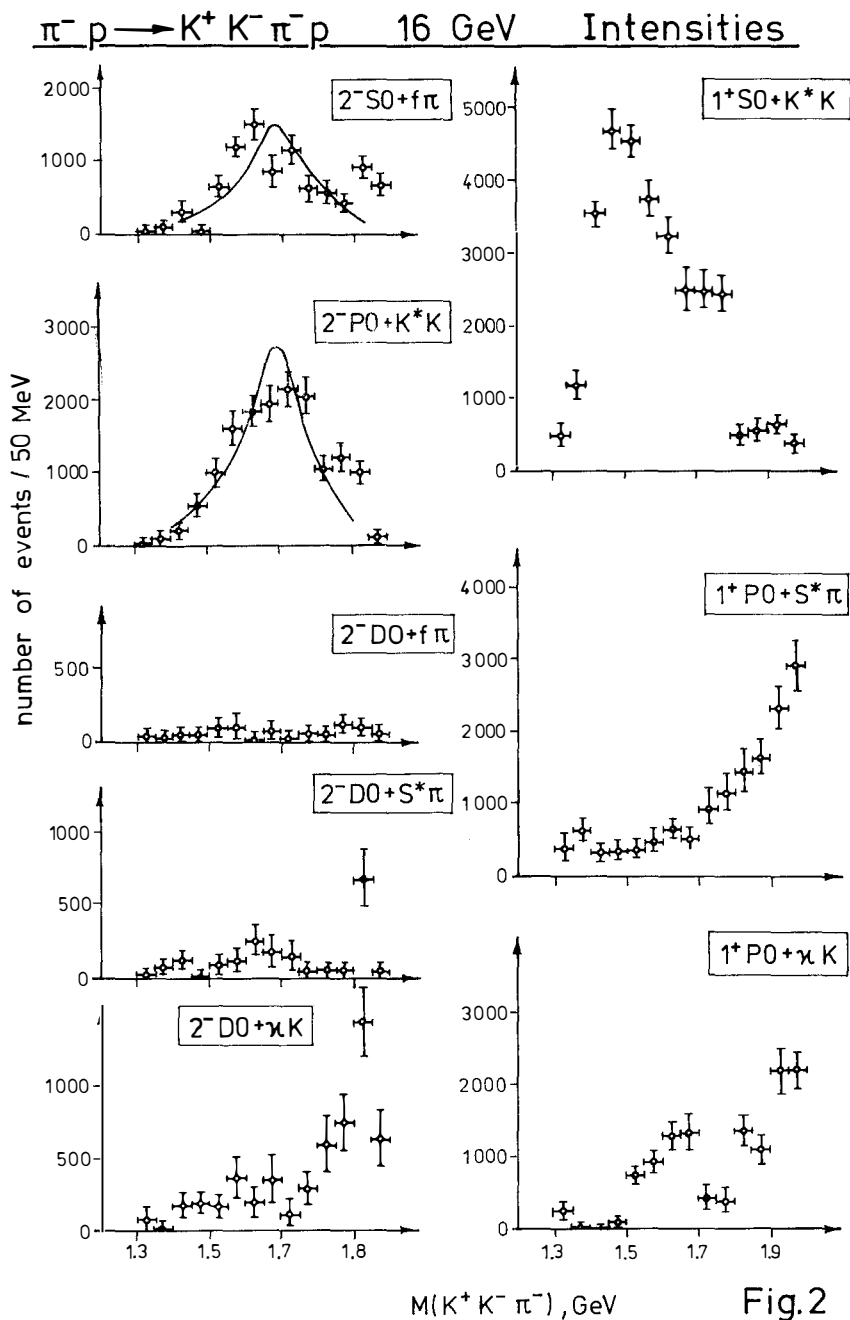 π⁻ p → K⁺ K⁻ π⁻ p 16 GeV Intensities
2⁻S0+fπ
2000
1000
0
2⁻P0+K*K
3000
2000
1000
0
2⁻D0+fπ
500
0
2⁻D0+S*π
1000
500
0
2⁻D0+ϰK
1000
500
0
1.3 1.5 1.7 1.8
number of events / 50 MeV
1⁺S0+K*K
5000
4000
3000
2000
1000
0
1⁺P0+S*π
4000
3000
2000
1000
0
1⁺P0+ϰK
3000
2000
1000
0
1.3 1.5 1.7 1.9
M(K⁺ K⁻ π⁻), GeV
Fig.2